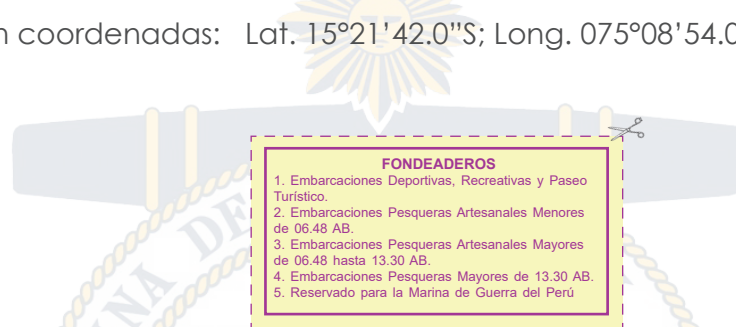 n coordenadas: Lat. 15°21'42.0”S; Long. 075°08’54.0
FONDEADEROS
1. Embarcaciones Deportivas, Recreativas y Paseo
Turístico.
2. Embarcaciones Pesqueras Artesanales Menores
de 06.48 AB.
3. Embarcaciones Pesqueras Artesanales Mayores
de 06.48 hasta 13.30 AB.
4. Embarcaciones Pesqueras Mayores de 13.30 AB.
5. Reservado para la Marina de Guerra del Perú